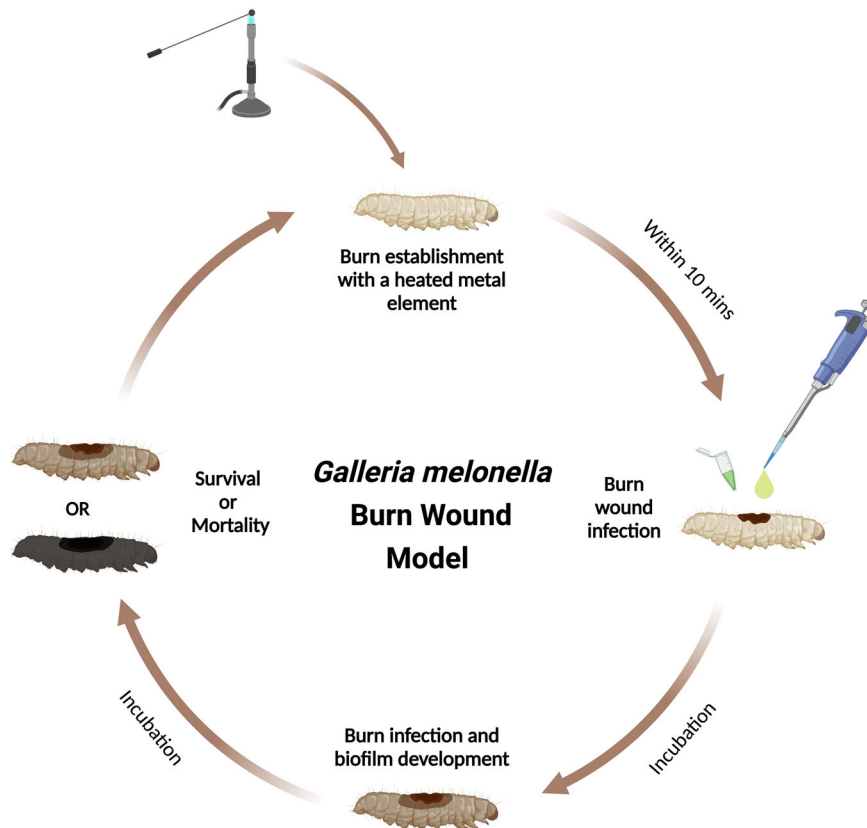 Burn establishment
with a heated metal
element
Within 10 mins
Galleria melonella
Burn Wound
Model
Burn
wound
infection
Incubation
Burn infection and
biofilm development
Incubation
Survival
or
Mortality
OR